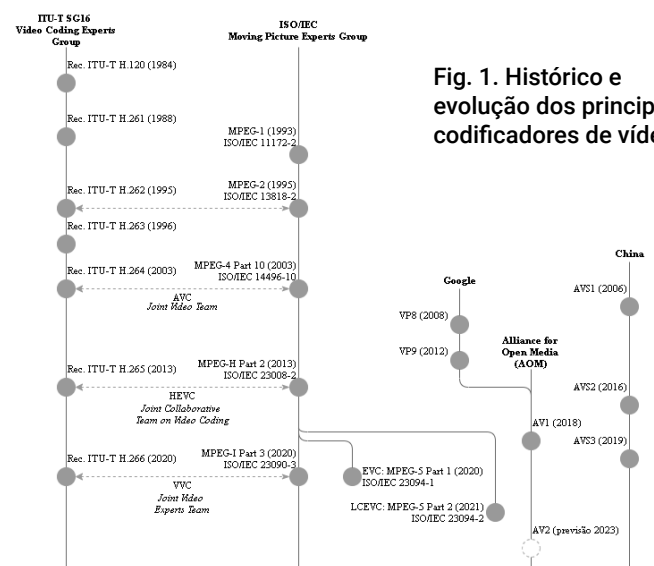 ITU-T SG16
Video Coding Experts
Group
ISO/IEC
Moving Picture Experts Group
Rec. ITU-T H.120 (1984)
Fig. 1. Histórico e
evolução dos princip
codificadores de víde
Rec. ITU-T H.261 (1988)
MPEG-1 (1993)
ISO/IEC 11172-2
Rec. ITU-T H.262 (1995)
MPEG-2 (1995)
ISO/IEC 13818-2
Rec. ITU-T H.263 (1996)
Rec. ITU-T H.264 (2003)
MPEG-4 Part 10 (2003)
ISO/IEC 14496-10
AVC
Joint Video Team
China
Google
AVS1 (2006)
VP8 (2008)
VP9 (2012)
Alliance for
Open Media
(AOM)
Rec. ITU-T H.265 (2013)
MPEG-H Part 2 (2013)
ISO/IEC 23008-2
HEVC
Joint Collaborative
Team on Video Coding
AVS2 (2016)
AV1 (2018)
AVS3 (2019)
Rec. ITU-T H.266 (2020)
MPEG-I Part 3 (2020)
ISO/IEC 23090-3
VVC
Joint Video
Experts Team
EVC: MPEG-5 Part 1 (2020)
ISO/IEC 23094-1
LCEVC: MPEG-5 Part 2 (2021)
ISO/IEC 23094-2
AV2 (previsão 2023)